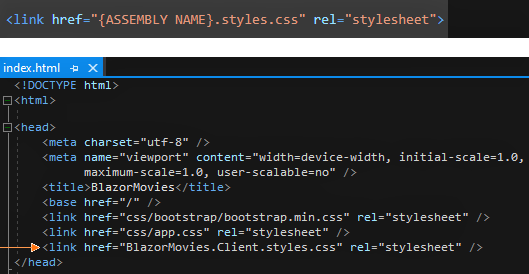 <link href="{ASSEMBLY NAME}.styles.css" rel="stylesheet">
index.html
<!DOCTYPE html>
<html>
<head>
<meta charset="utf-8" />
<meta name="viewport" content="width=device-width, initial-scale=1.0,
maximum-scale=1.0, user-scalable=no" />
<title>BlazorMovies</title>
<base href="/" />
<link href="css/bootstrap/bootstrap.min.css" rel="stylesheet" />
<link href="css/app.css" rel="stylesheet" />
<link href="BlazorMovies.Client.styles.css" rel="stylesheet" />
</head>